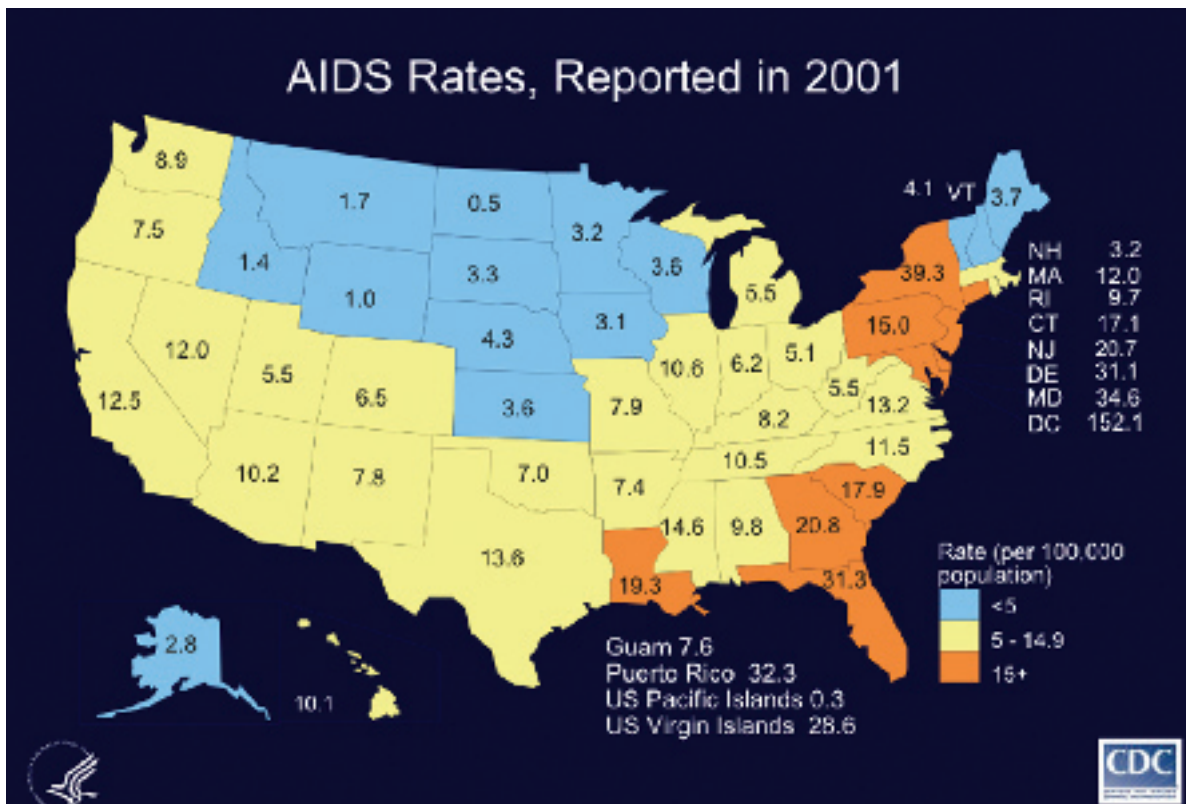 AIDS Rates, Reported in 2001
8.9
1.7
0.5
4.1 VT 3.7
7.5
3.2
39.3
1.4
3.3
3.6
5.5
1.0
3.1
15.0
4.3
12.0
5.5
6.5
10.6
6.2
5.1
5.5
12.5
3.6
7.9
8.2
13.2
10.2
7.8
7.0
7.4
10.5
11.5
17.9
14.6
9.8
20.8
13.6
19.3
31.3
2.8
10.1
NH 3.2
MA 12.0
RI 9.7
CT 17.1
NJ 20.7
DE 31.1
MD 34.6
DC 152.1
Rate (per 100,000
population)
<5
5 - 14.9
15+
Guam 7.6
Puerto Rico 32.3
US Pacific Islands 0.3
US Virgin Islands 28.6
CDC